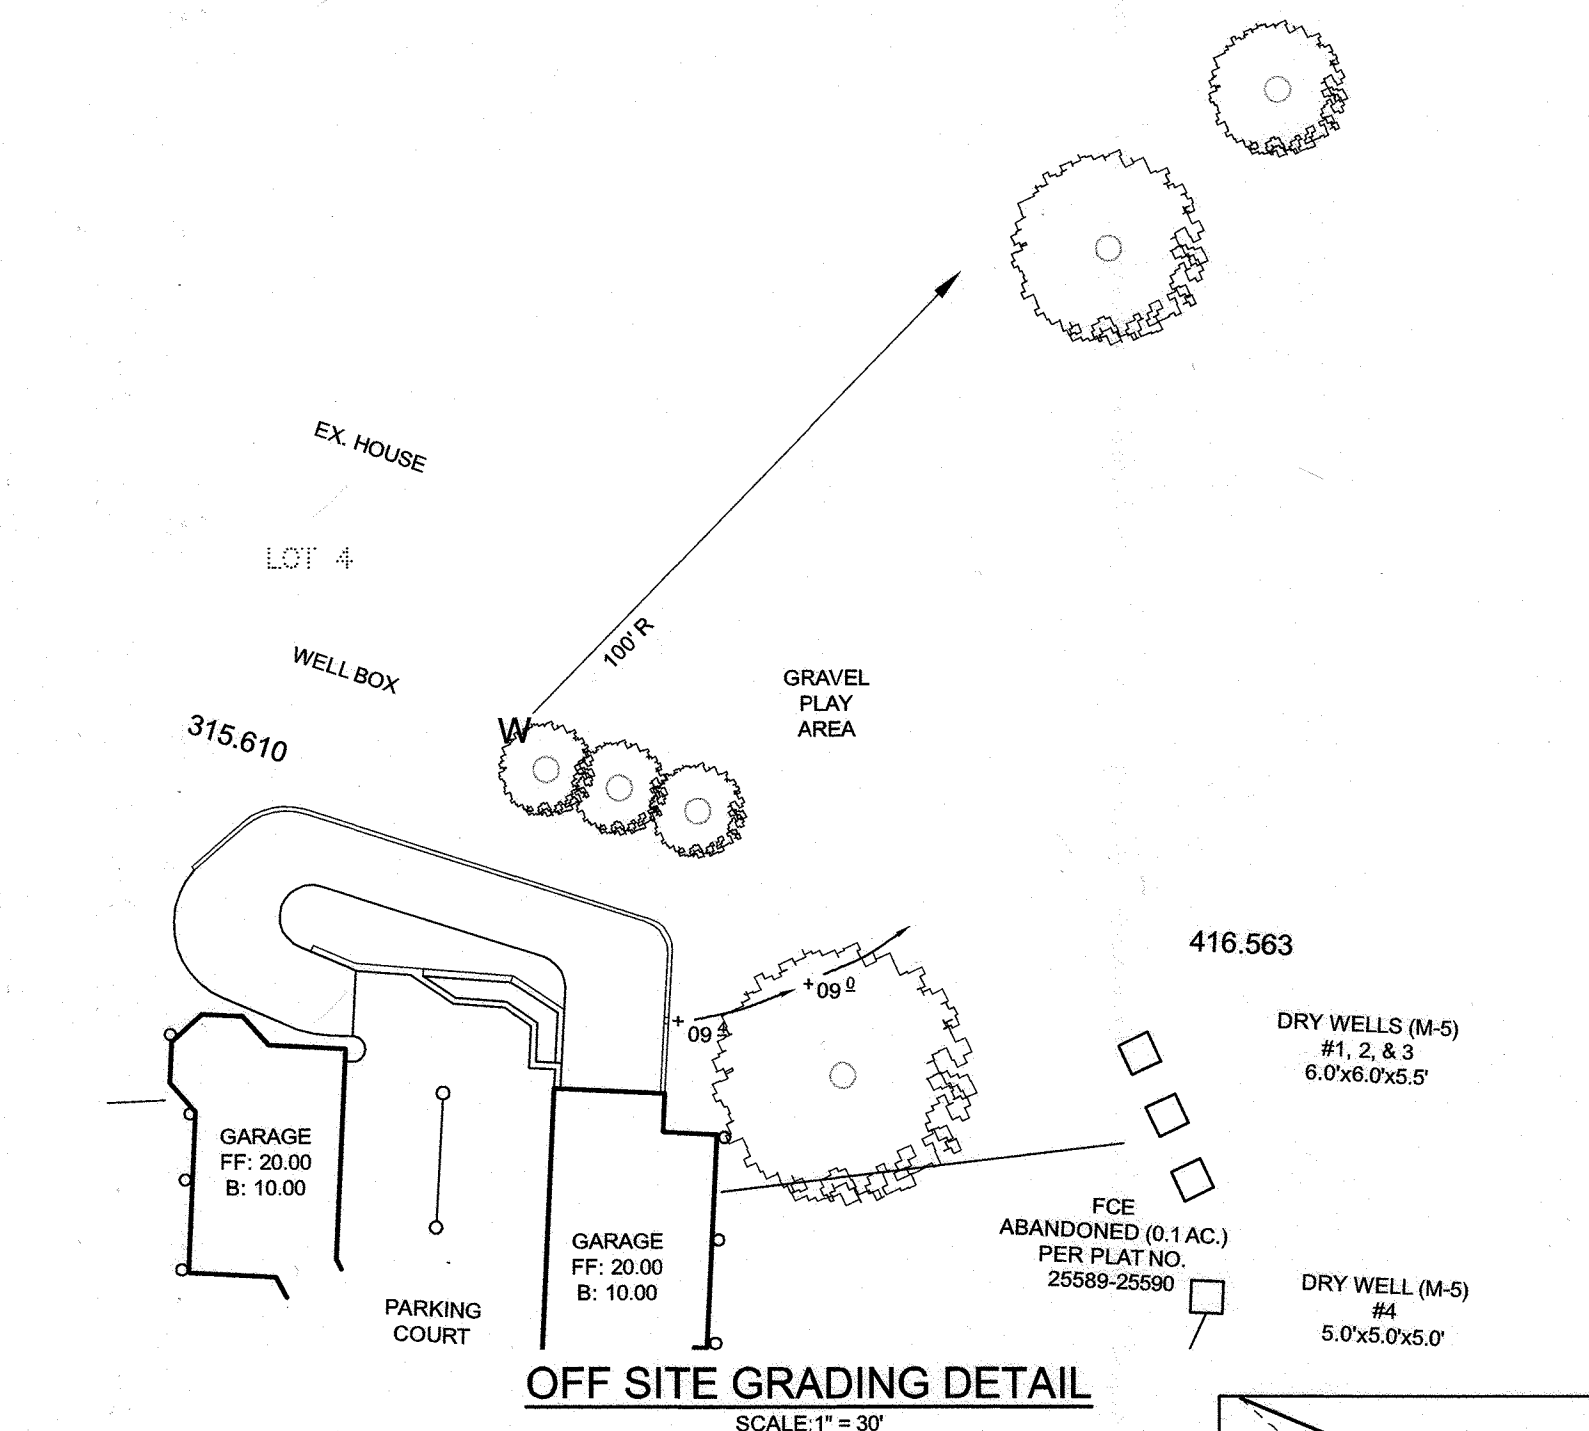 EX. HOUSE
LOT 4
WELL BOX
315.610
100' R
W
GRAVEL
PLAY
AREA
416.563
+09 0
+09 4
DRY WELLS (M-5)
#1, 2, & 3
6.0'x6.0'x5.5'
GARAGE
FF: 20.00
B: 10.00
GARAGE
FF: 20.00
B: 10.00
FCE
ABANDONED (0.1 AC.)
PER PLAT NO.
25589-25590
DRY WELL (M-5)
#4
5.0'x5.0'x5.0'
PARKING
COURT
OFF SITE GRADING DETAIL
SCALE:1" = 30'